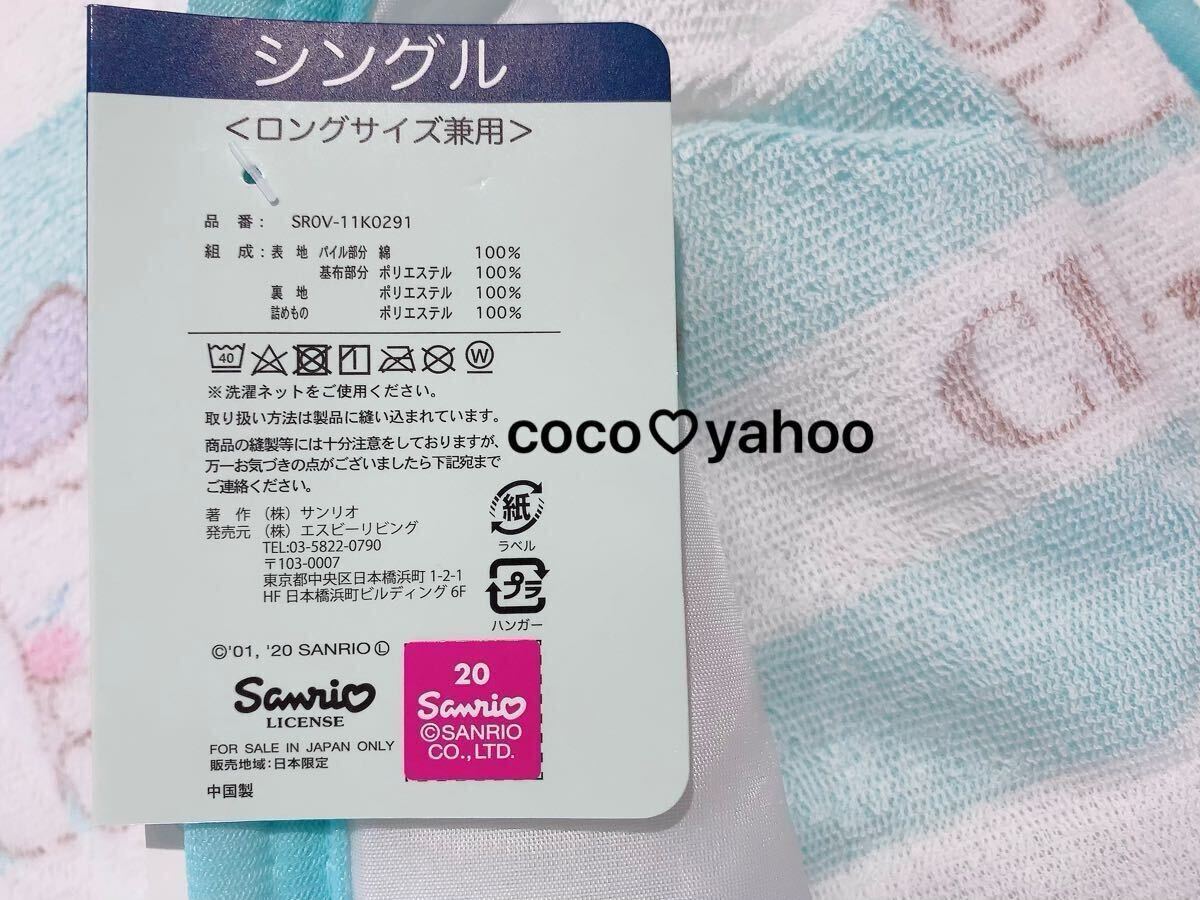 シングル
＜ロングサイズ兼用＞
品 番： SR0V-11K0291
組 成：表 地 パイル部分 綿 100%
基布部分 ポリエステル 100%
裏 地 ポリエステル 100%
詰めもの ポリエステル 100%
40 W
※洗濯ネットをご使用ください。
取り扱い方法は製品に縫い込まれています。
商品の縫製等には十分注意をしておりますが、
万一お気づきの点がございましたら下記宛まで
ご連絡ください。
著 作 （株）サンリオ
発売元 （株）エスビーリビング
TEL:03-5822-0790
〒103-0007
東京都中央区日本橋浜町 1-2-1
HF 日本橋浜町ビルディング 6F
紙
ラベル
プラ
ハンガー
©'01, '20 SANRIO Ⓛ
Sanrio
LICENSE
FOR SALE IN JAPAN ONLY
販売地域：日本限定
中国製
20
Sanrio
©SANRIO
CO.,LTD.
coco♡yahoo